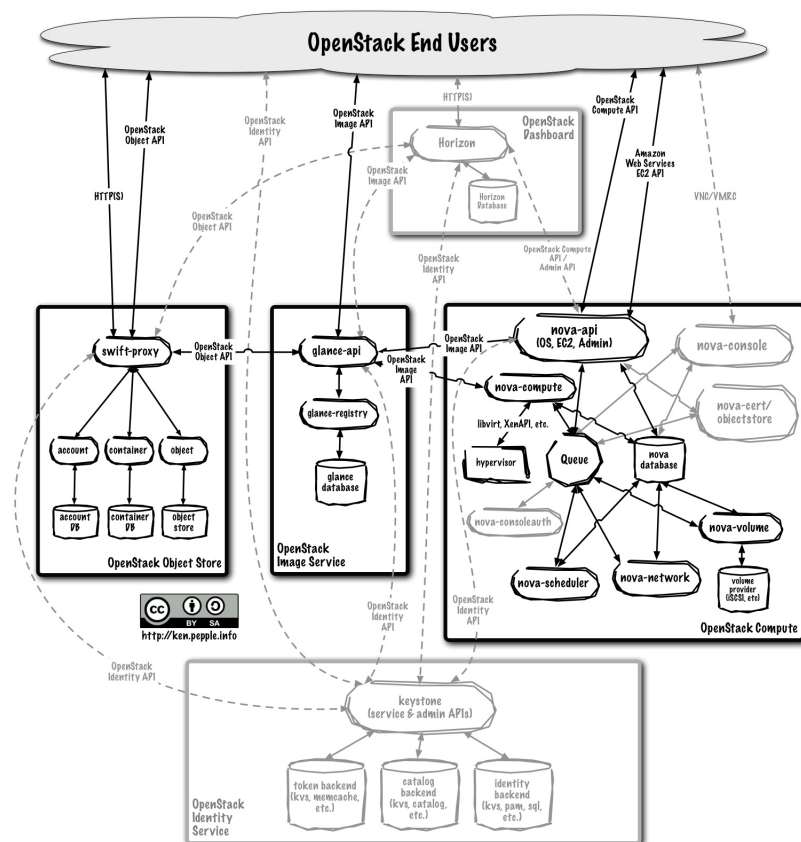 OpenStack End Users
HTTP(S)
OpenStack
Object API
OpenStack
Identity
API
OpenStack
Image API
HTTP(S)
OpenStack
Compute API
Amazon
Web Services
EC2 API
VNC/VMRC
OpenStack
Dashboard
Horizon
Horizon
Database
OpenStack
Image API
OpenStack
Object API
OpenStack
Identity
API
OpenStack Compute
API /
Admin API
swift-proxy
OpenStack
Object API
glance-api
OpenStack
Image API
OpenStack
Image
API
nova-api
(OS, EC2, Admin)
nova-console
nova-compute
nova-cert/
objectstore
libvirt, XenAPI, etc.
hypervisor
Queue
nova
database
glance-registry
glance
database
account
container
object
account
DB
container
DB
object
store
nova-consoleauth
nova-volume
nova-scheduler
nova-network
volume
provider
(iSCSI, etc)
OpenStack Object Store
OpenStack
Image Service
OpenStack Compute
cc
BY SA
http://ken.pepple.info
OpenStack
Identity API
OpenStack
Identity
API
OpenStack
Identity
API
keystone
(service & admin APIs)
token backend
(kvs, memcache,
etc.)
catalog
backend
(kvs, catalog,
etc.)
identity
backend
(kvs, pam, sql,
etc.)
OpenStack
Identity
Service